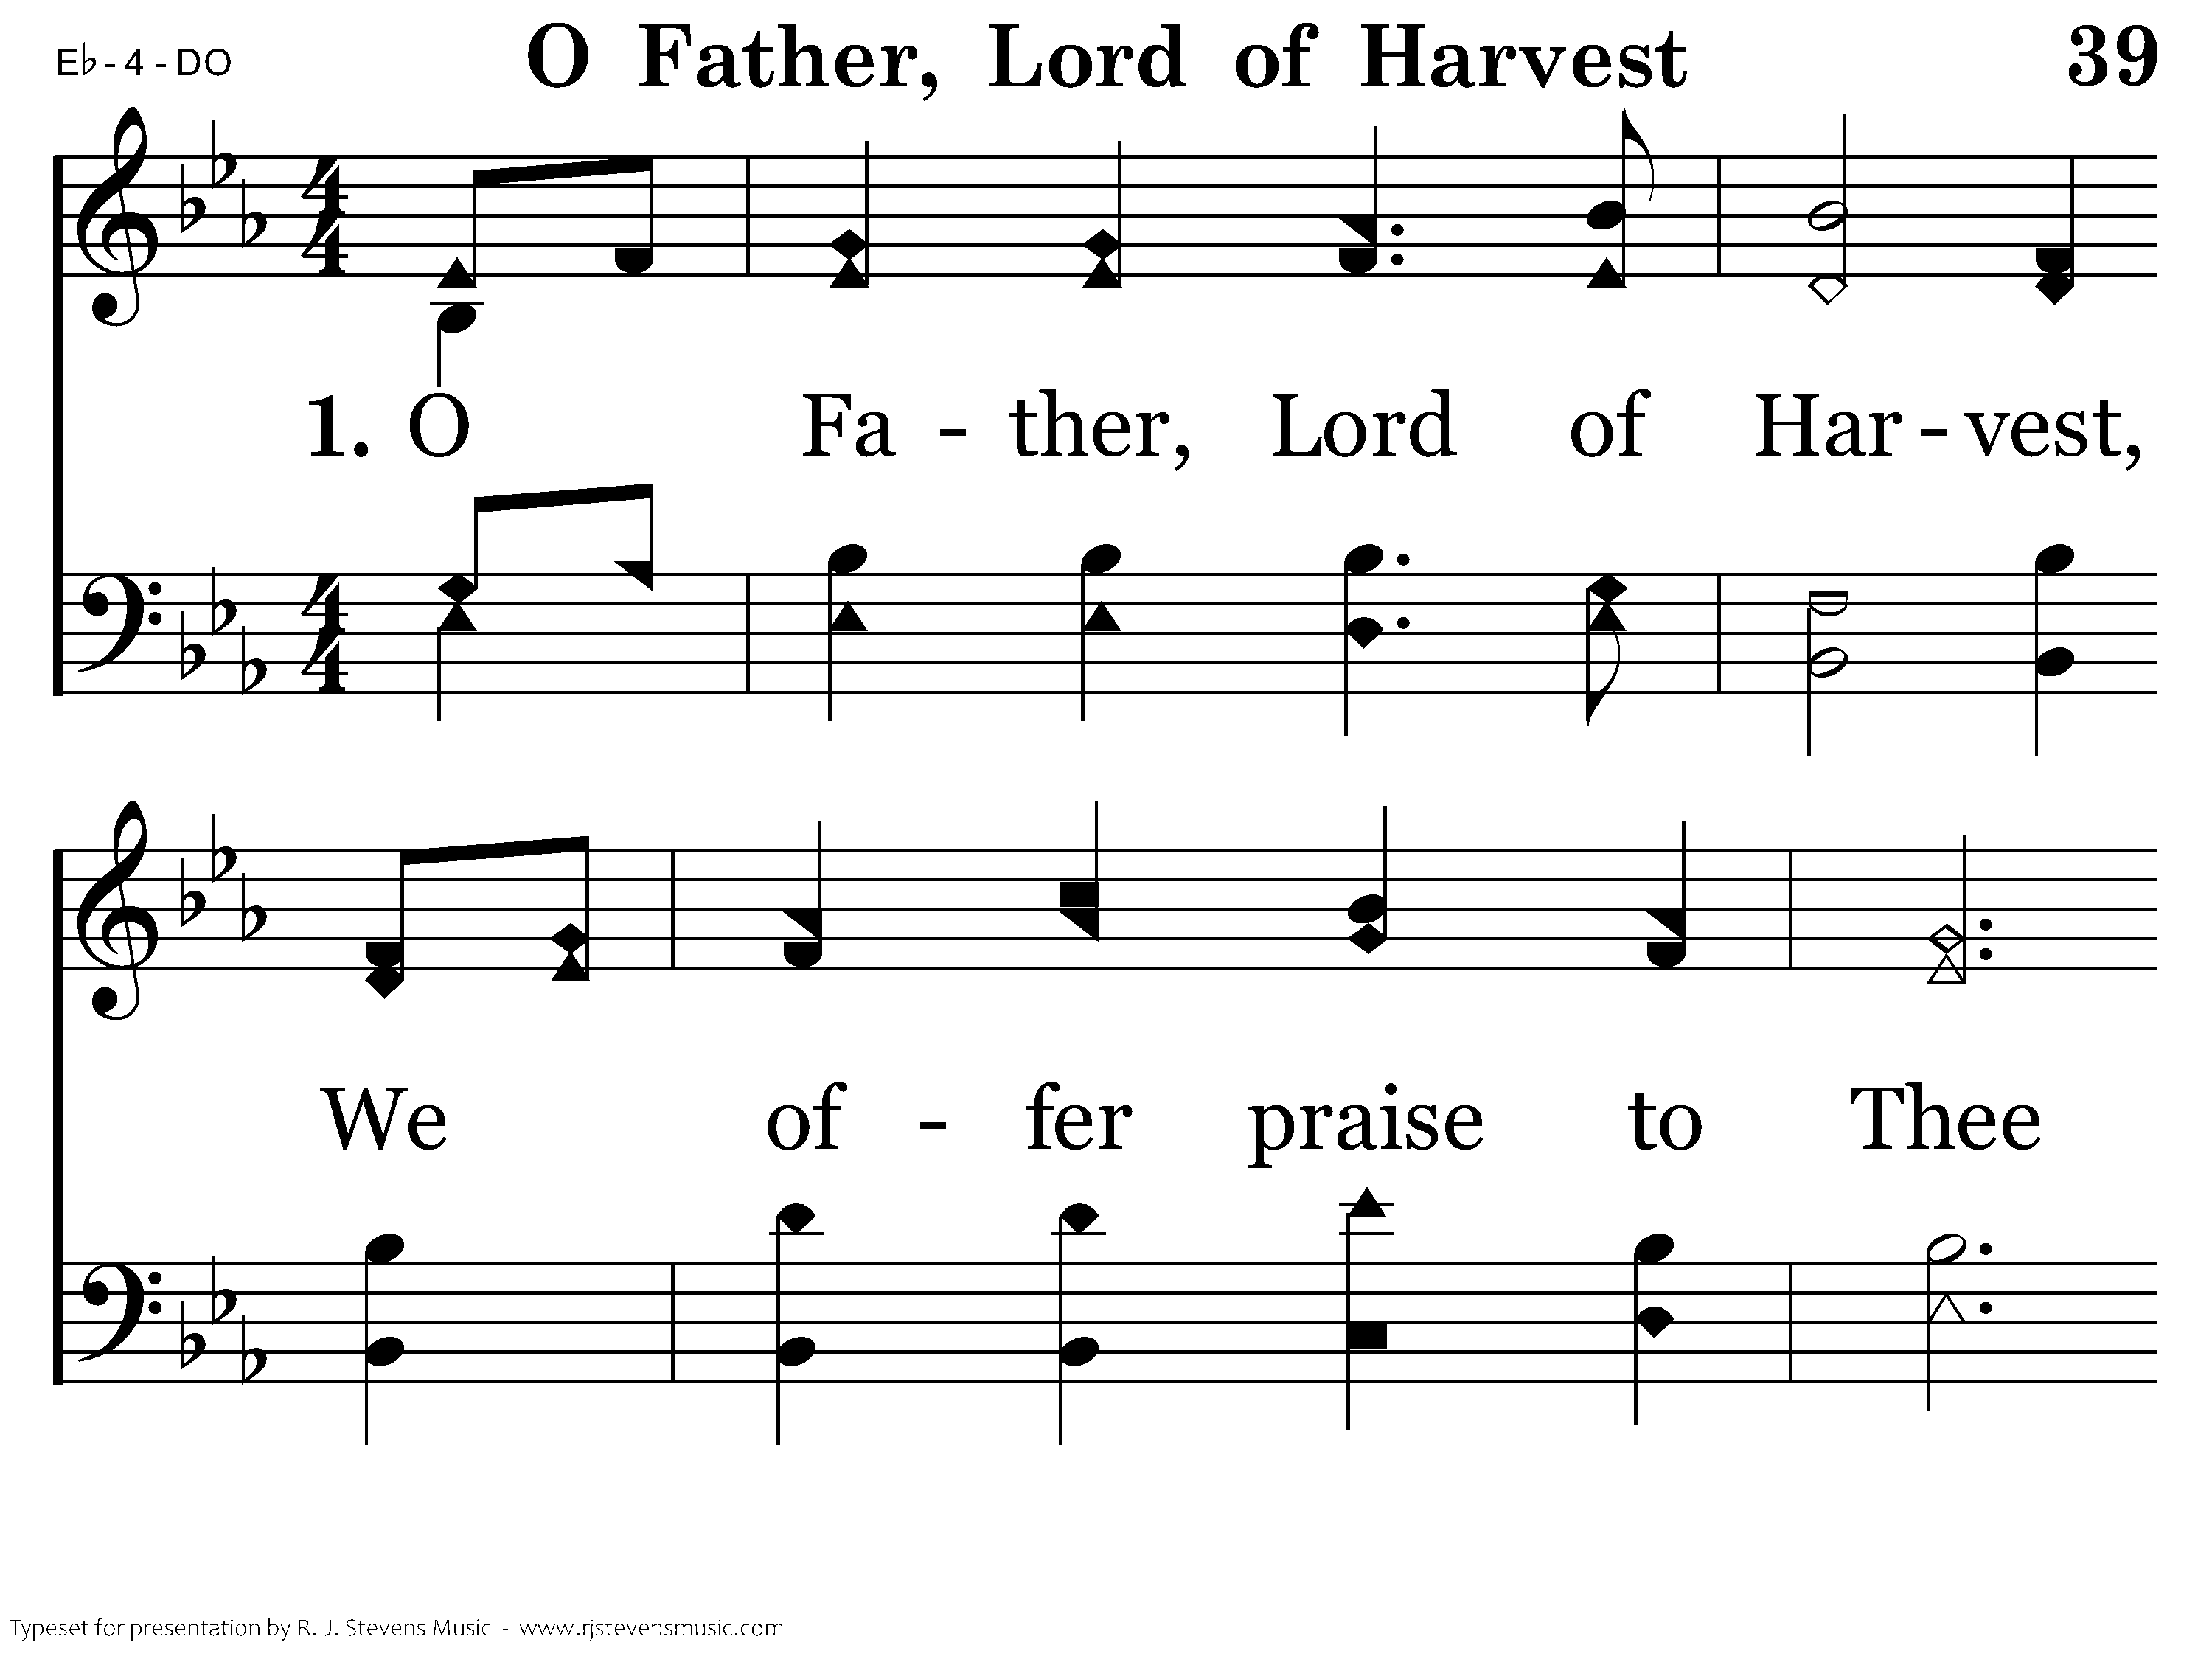 E♭ - 4 - DO
O Father, Lord of Harvest
39
1. O Fa - ther, Lord of Har - vest,
We of - fer praise to Thee
Typeset for presentation by R. J. Stevens Music - www.rjstevensmusic.com